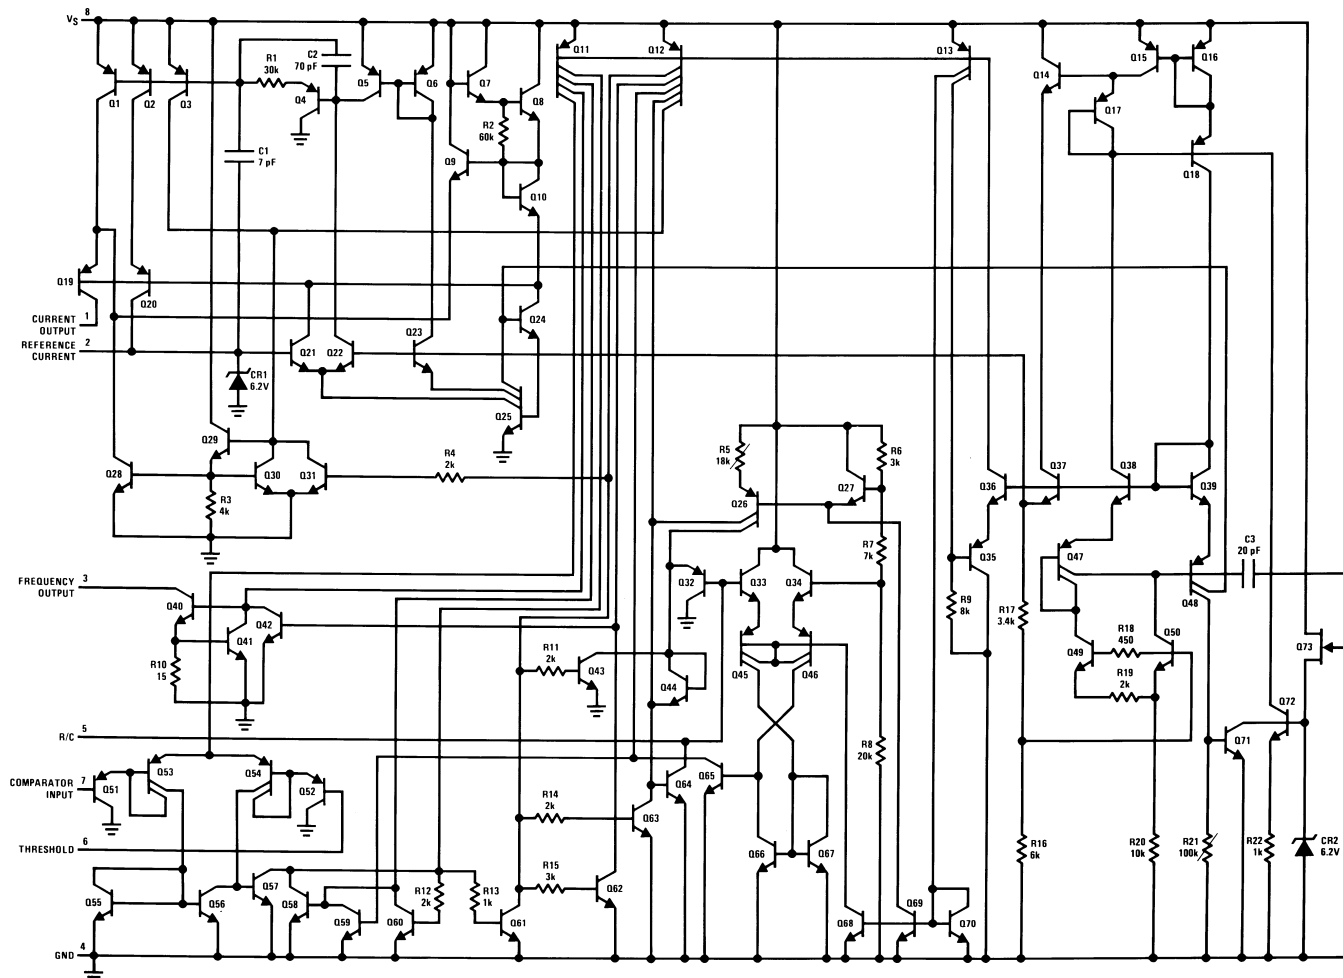 VS 8
Q1
Q2
Q3
R1
30k
C2
70 pF
Q4
Q5
Q6
Q7
Q8
R2
60k
Q9
Q10
Q11
Q12
Q13
Q14
Q15
Q16
Q17
Q18
C1
7 pF
Q19
Q20
CURRENT
OUTPUT
1
REFERENCE
CURRENT
2
Q21
Q22
Q23
Q24
CR1
6.2V
Q25
Q28
Q29
Q30
Q31
R3
4k
R4
2k
R5
18k
Q26
Q27
R6
3k
R7
7k
Q36
Q37
Q38
Q39
FREQUENCY
OUTPUT
3
Q40
Q41
Q42
R10
15
R11
2k
Q43
Q32
Q33
Q34
Q44
Q45
Q46
Q35
R9
8k
R17
3.4k
Q47
Q48
C3
20 pF
R18
450
Q49
Q50
R19
2k
Q73
Q72
Q71
R/C
5
COMPARATOR
INPUT
7
Q51
Q53
Q54
Q52
THRESHOLD
6
R14
2k
Q63
Q64
Q65
R8
20k
R15
3k
Q62
Q66
Q67
R16
6k
R20
10k
R21
100k
R22
1k
CR2
6.2V
Q55
Q56
Q57
Q58
Q59
Q60
R12
2k
R13
1k
Q61
Q68
Q69
Q70
GND
4